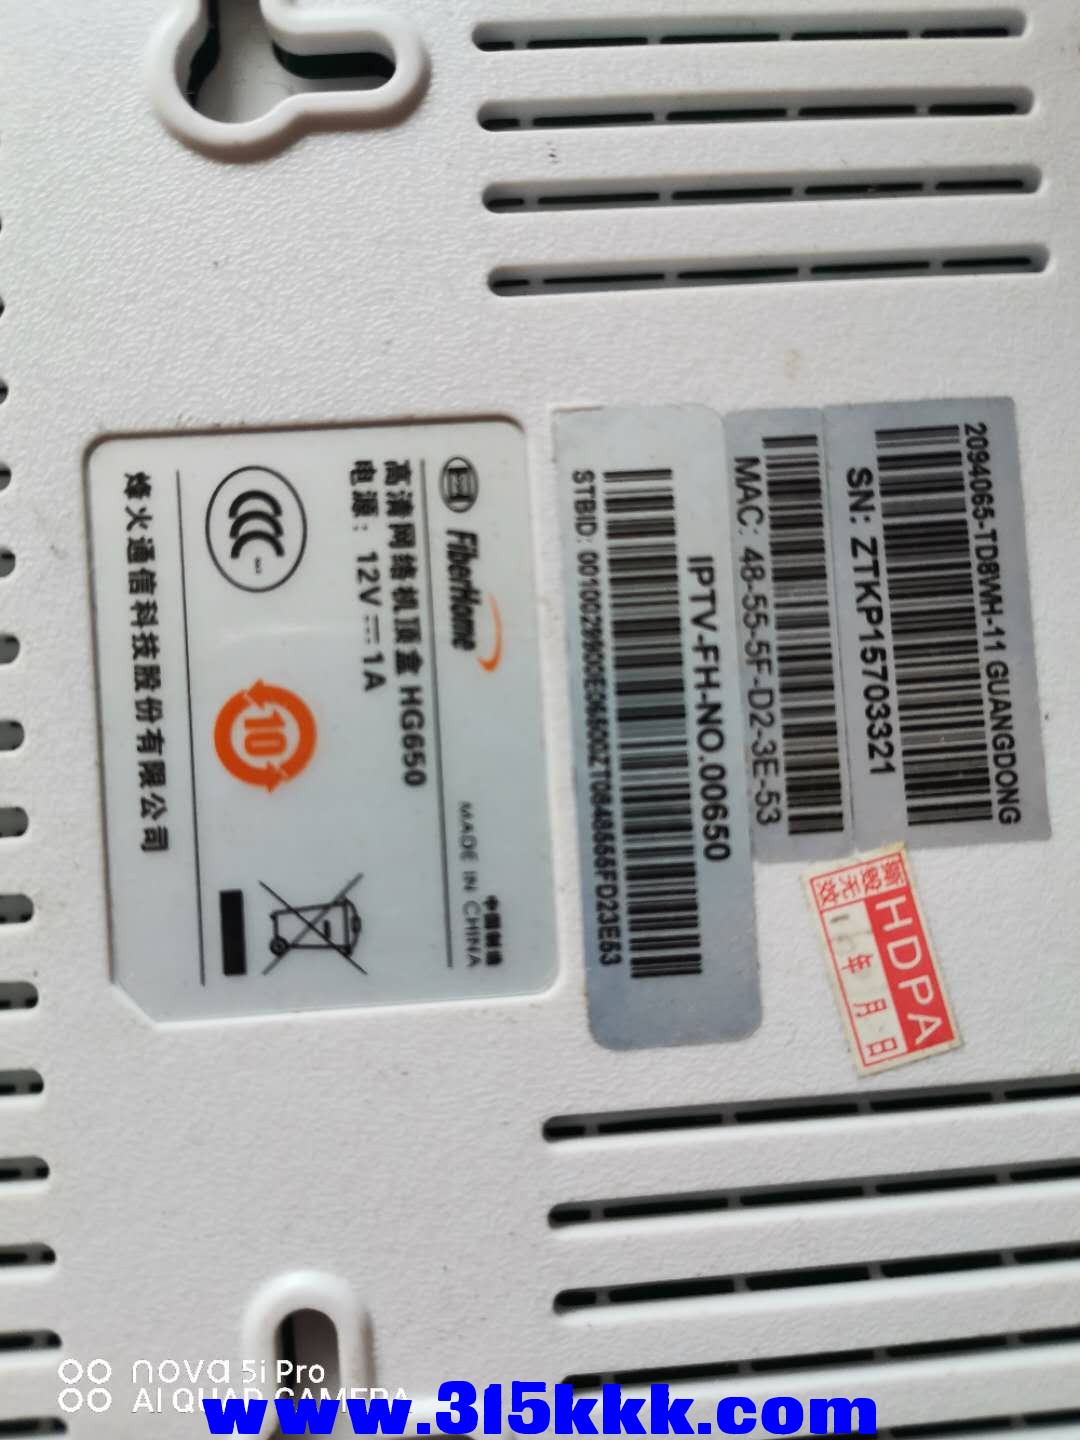 FiberHome
中国制造
MADE IN CHINA
高清网络机顶盒 HG650
电源: 12V⎓1A
10
烽火通信科技股份有限公司
2094065-TD8WH-11 GUANGDONG
SN: ZTKP15703321
MAC: 48-55-5F-D2-3E-53
IPTV-FH-NO.00650
HDPA
年 月 日
nova 5i Pro
AI QUAD CAMERA
www.315kkk.com